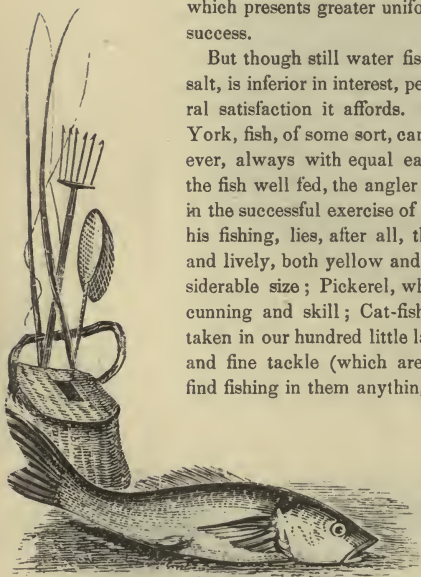 which presents greater unifo
success.
But though still water fis
salt, is inferior in interest, pe
ral satisfaction it affords.
York, fish, of some sort, car
ever, always with equal ea
the fish well fed, the angler
in the successful exercise of
his fishing, lies, after all, th
and lively, both yellow and
siderable size; Pickerel, wh
cunning and skill; Cat-fish
taken in our hundred little la
and fine tackle (which are
find fishing in them anythin